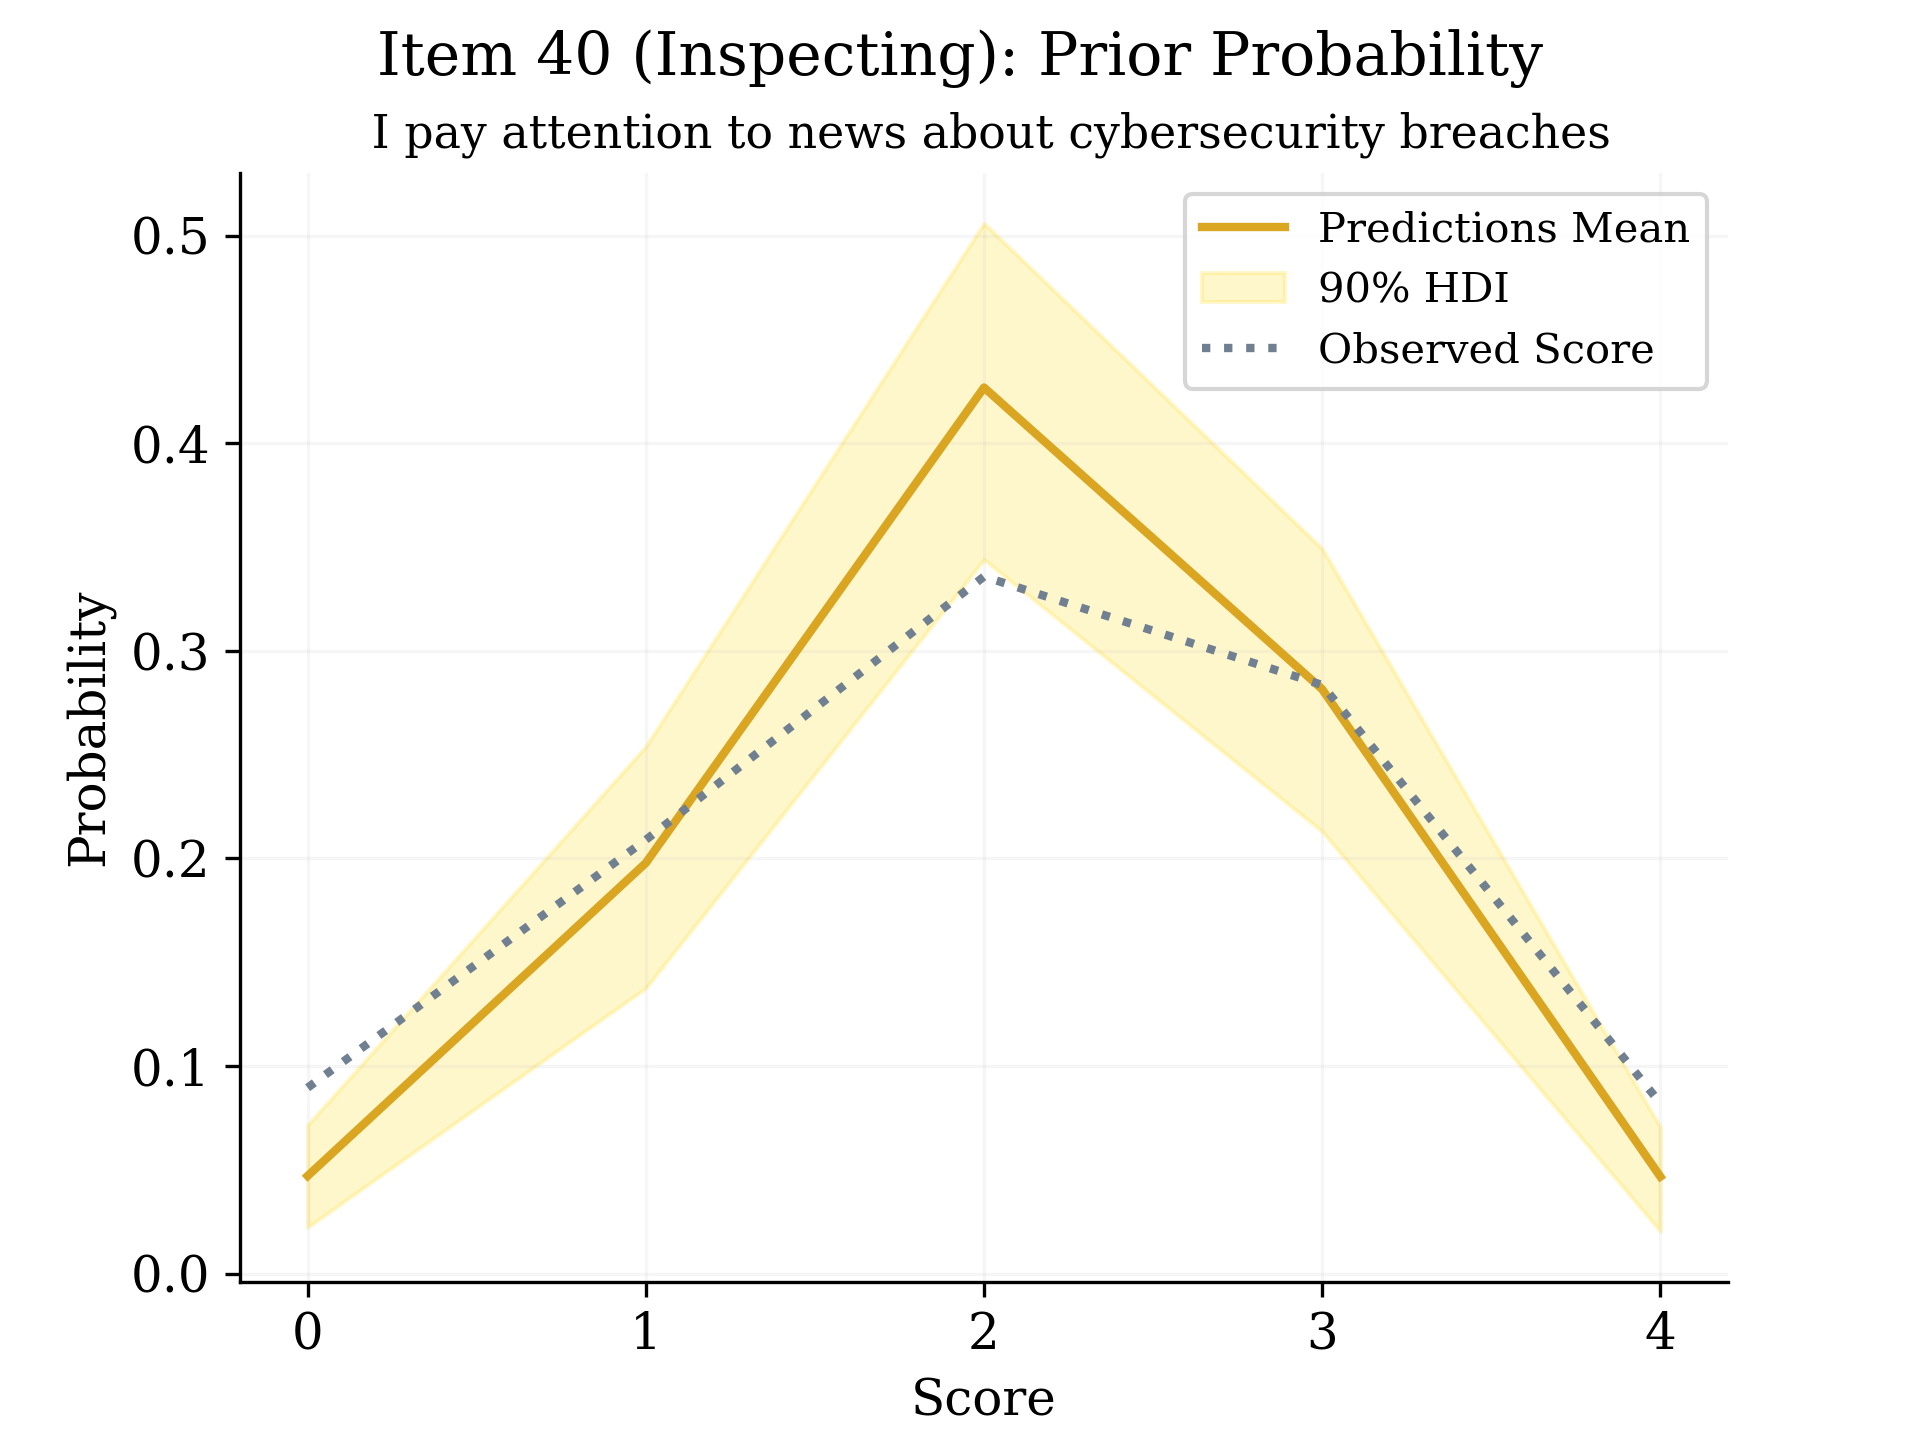 Item 40 (Inspecting): Prior Probability
I pay attention to news about cybersecurity breaches
Predictions Mean
90% HDI
Observed Score
Probability
0.5
0.4
0.3
0.2
0.1
0.0
0 1 2 3 4
Score